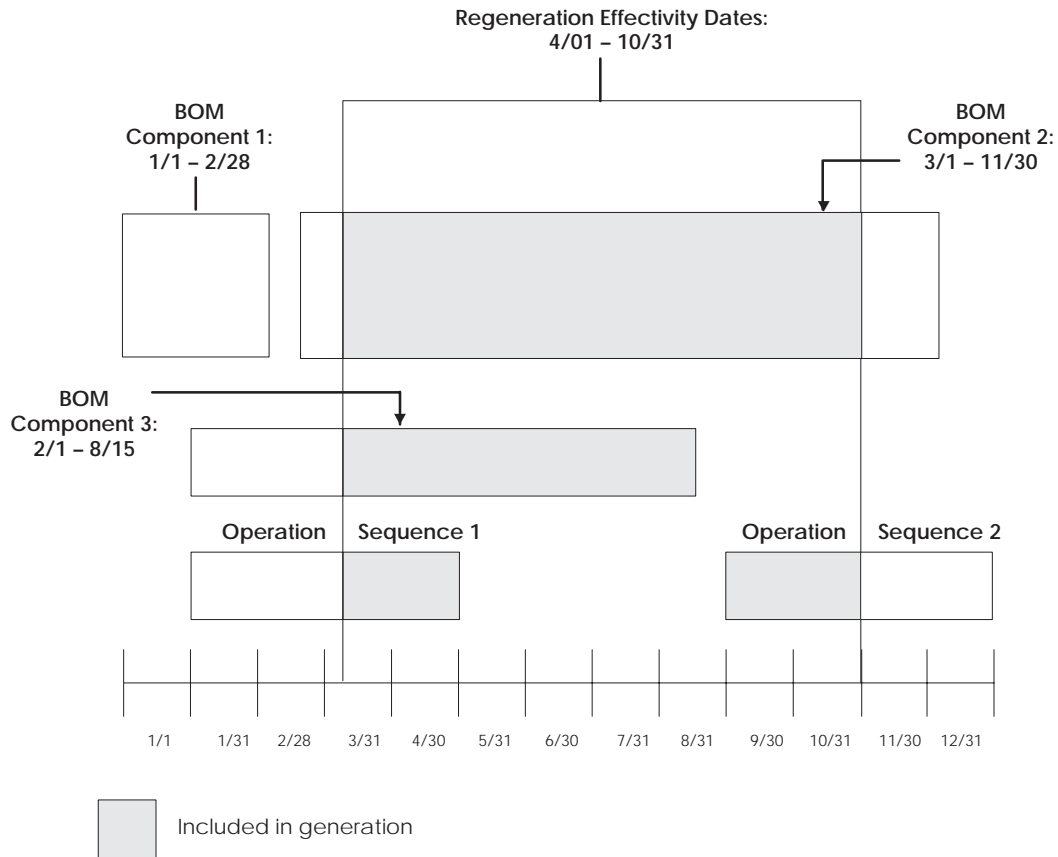 Regeneration Effectivity Dates:
4/01 – 10/31
BOM
Component 1:
1/1 – 2/28
BOM
Component 2:
3/1 – 11/30
BOM
Component 3:
2/1 – 8/15
Operation Sequence 1
Operation Sequence 2
1/1 1/31 2/28 3/31 4/30 5/31 6/30 7/31 8/31 9/30 10/31 11/30 12/31
Included in generation